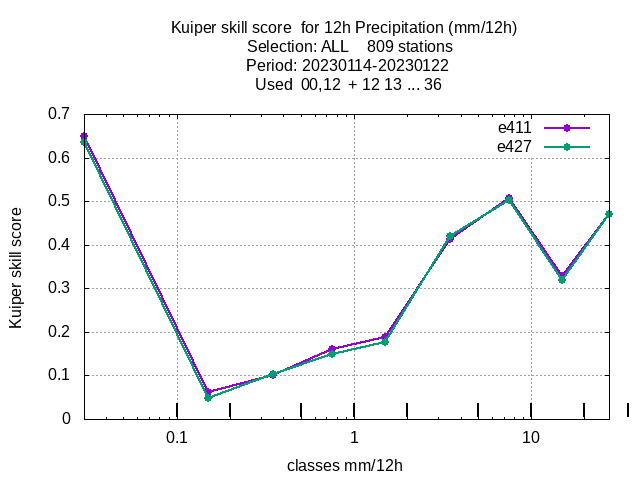 Kuiper skill score  for 12h Precipitation (mm/12h)
Selection: ALL    809 stations
Period: 20230114-20230122
Used  00,12  + 12 13 ... 36
e411
e427
0.7
0.6
0.5
0.4
0.3
0.2
0.1
0
Kuiper skill score
0.1 1 10
classes mm/12h